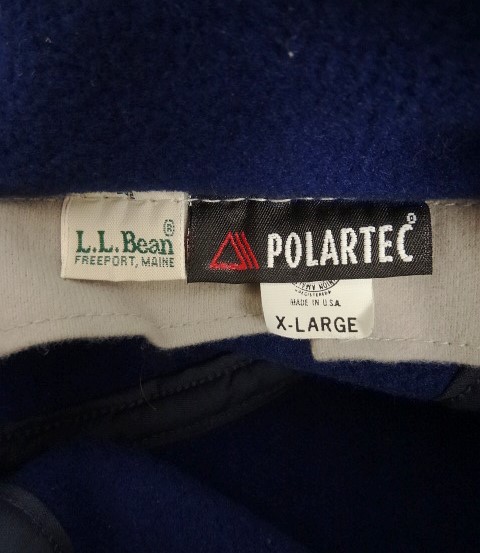 L.L.Bean®
FREEPORT, MAINE
POLARTEC®
MADE IN U.S.A.
X-LARGE